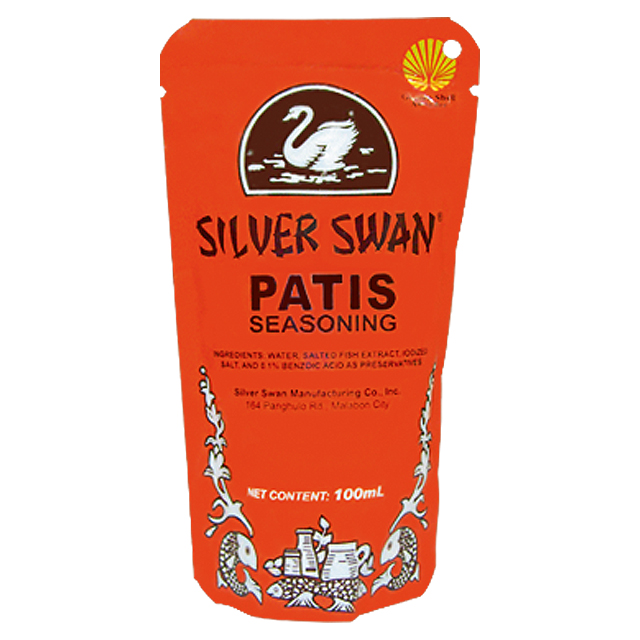 SILVER SWAN®
PATIS
SEASONING
INGREDIENTS: WATER, SALTED FISH EXTRACT, IODIZED
SALT, AND 0.1% BENZOIC ACID AS PRESERVATIVES
Silver Swan Manufacturing Co., Inc.
164 Panghulo Rd., Malabon City
NET CONTENT: 100mL